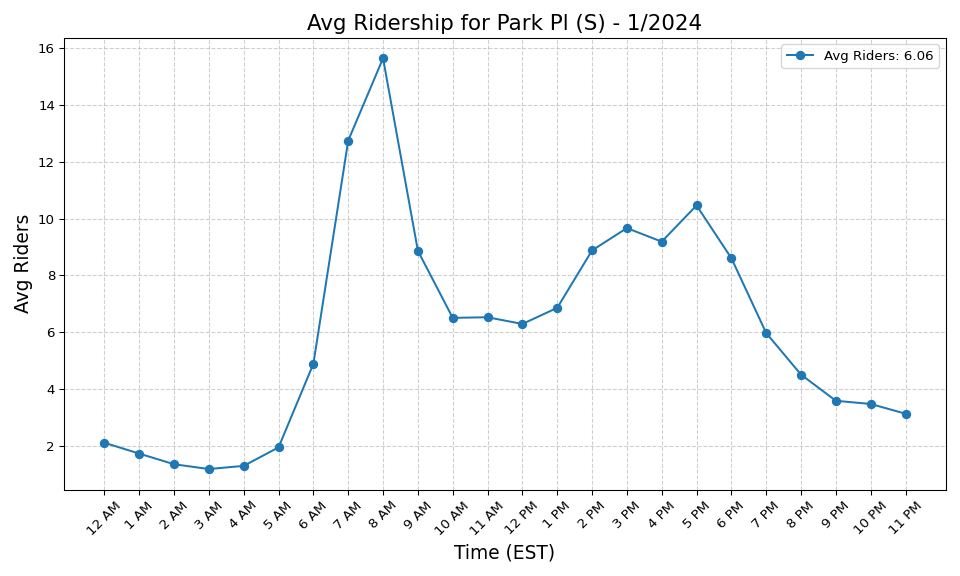 Avg Ridership for Park Pl (S) - 1/2024
Avg Riders: 6.06
Avg Riders
16
14
12
10
8
6
4
2
12 AM
1 AM
2 AM
3 AM
4 AM
5 AM
6 AM
7 AM
8 AM
9 AM
10 AM
11 AM
12 PM
1 PM
2 PM
3 PM
4 PM
5 PM
6 PM
7 PM
8 PM
9 PM
10 PM
11 PM
Time (EST)